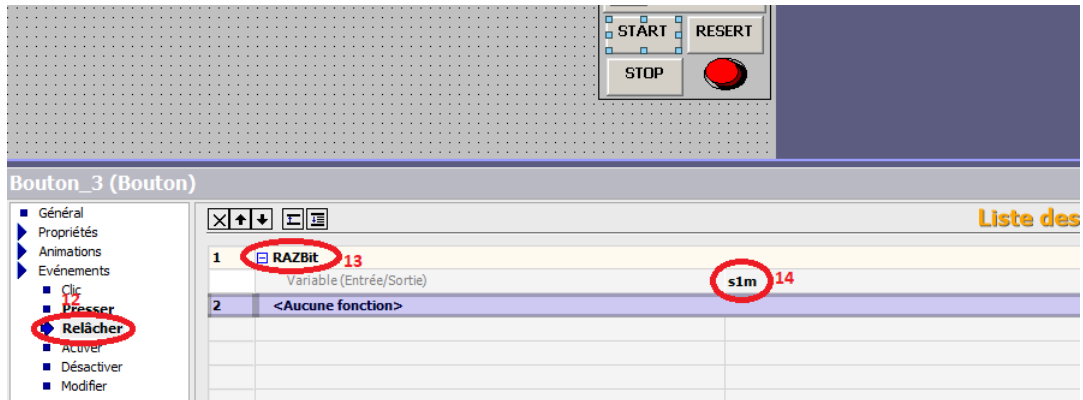 START RESERT
STOP
Bouton_3 (Bouton)
Général
Propriétés
Animations
Evénements
Clic
12
Presser
Relâcher
Activer
Désactiver
Modifier
Liste des
1 RAZBit 13
Variable (Entrée/Sortie) s1m 14
2 <Aucune fonction>